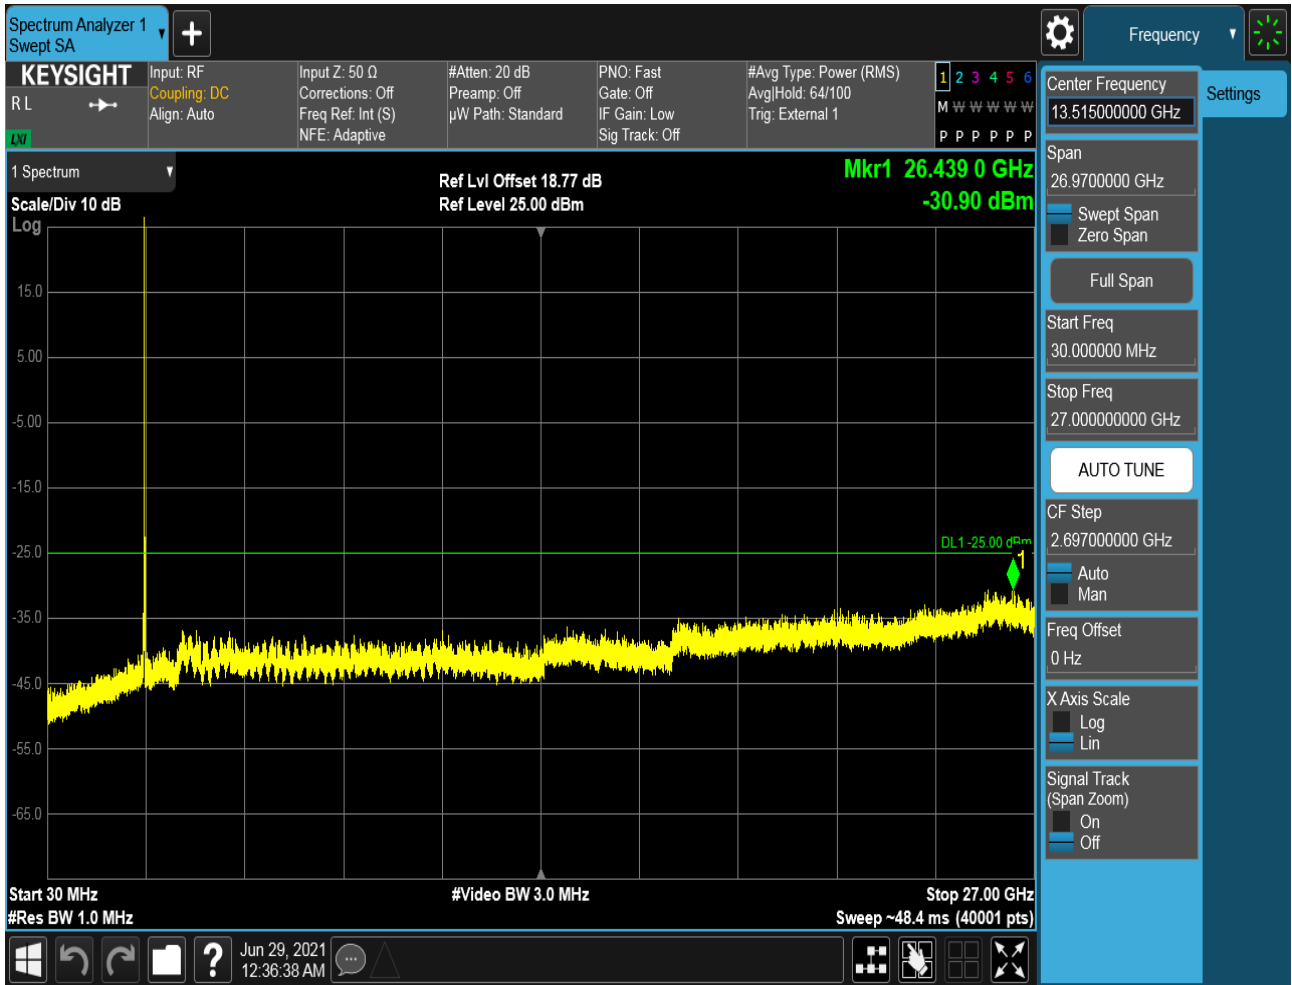 Spectrum Analyzer 1
Swept SA
Frequency
KEYSIGHT
R L
LXI
Input: RF
Coupling: DC
Align: Auto
Input Z: 50 Ω
Corrections: Off
Freq Ref: Int (S)
NFE: Adaptive
#Atten: 20 dB
Preamp: Off
µW Path: Standard
PNO: Fast
Gate: Off
IF Gain: Low
Sig Track: Off
#Avg Type: Power (RMS)
Avg|Hold: 64/100
Trig: External 1
1 2 3 4 5 6
M W W W W W
P P P P P P
1 Spectrum
Scale/Div 10 dB
Log
Ref Lvl Offset 18.77 dB
Ref Level 25.00 dBm
Mkr1 26.439 0 GHz
-30.90 dBm
15.0
5.00
-5.00
-15.0
-25.0
-35.0
-45.0
-55.0
-65.0
DL1 -25.00 dBm
1
Start 30 MHz
#Res BW 1.0 MHz
#Video BW 3.0 MHz
Stop 27.00 GHz
Sweep ~48.4 ms (40001 pts)
?
Jun 29, 2021
12:36:38 AM
Center Frequency
13.515000000 GHz
Span
26.9700000 GHz
Swept Span
Zero Span
Full Span
Start Freq
30.000000 MHz
Stop Freq
27.000000000 GHz
AUTO TUNE
CF Step
2.697000000 GHz
Auto
Man
Freq Offset
0 Hz
X Axis Scale
Log
Lin
Signal Track
(Span Zoom)
On
Off
Settings